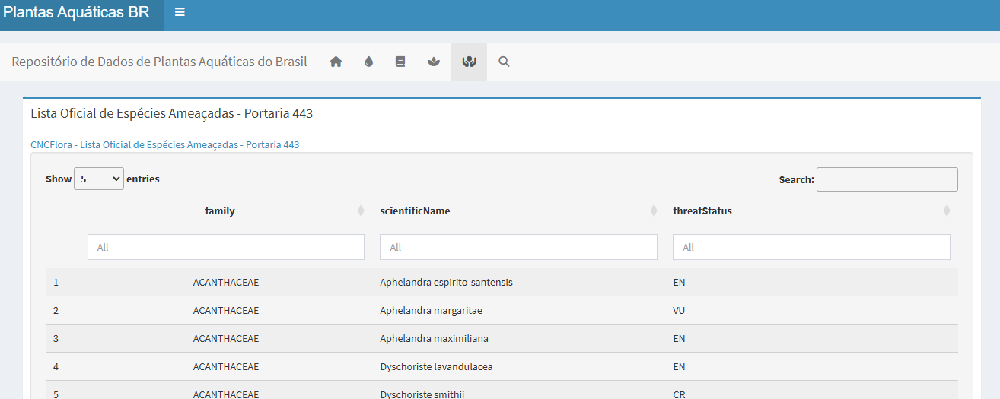 Plantas Aquáticas BR
Repositório de Dados de Plantas Aquáticas do Brasil
Lista Oficial de Espécies Ameaçadas - Portaria 443
CNCFlora - Lista Oficial de Espécies Ameaçadas - Portaria 443
Show 5 entries Search:
family scientificName threatStatus
All All All
1 ACANTHACEAE Aphelandra espirito-santensis EN
2 ACANTHACEAE Aphelandra margaritae VU
3 ACANTHACEAE Aphelandra maximiliana EN
4 ACANTHACEAE Dyschoriste lavandulacea EN
5 ACANTHACEAE Dyschoriste smithii CR